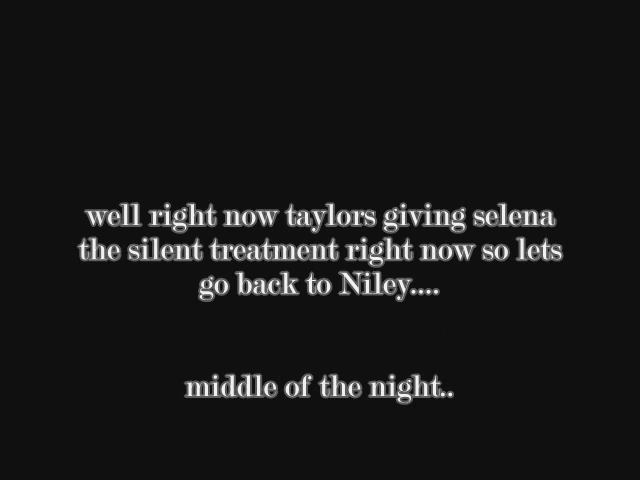 well right now taylors giving selena
the silent treatment right now so lets
go back to Niley....
middle of the night..